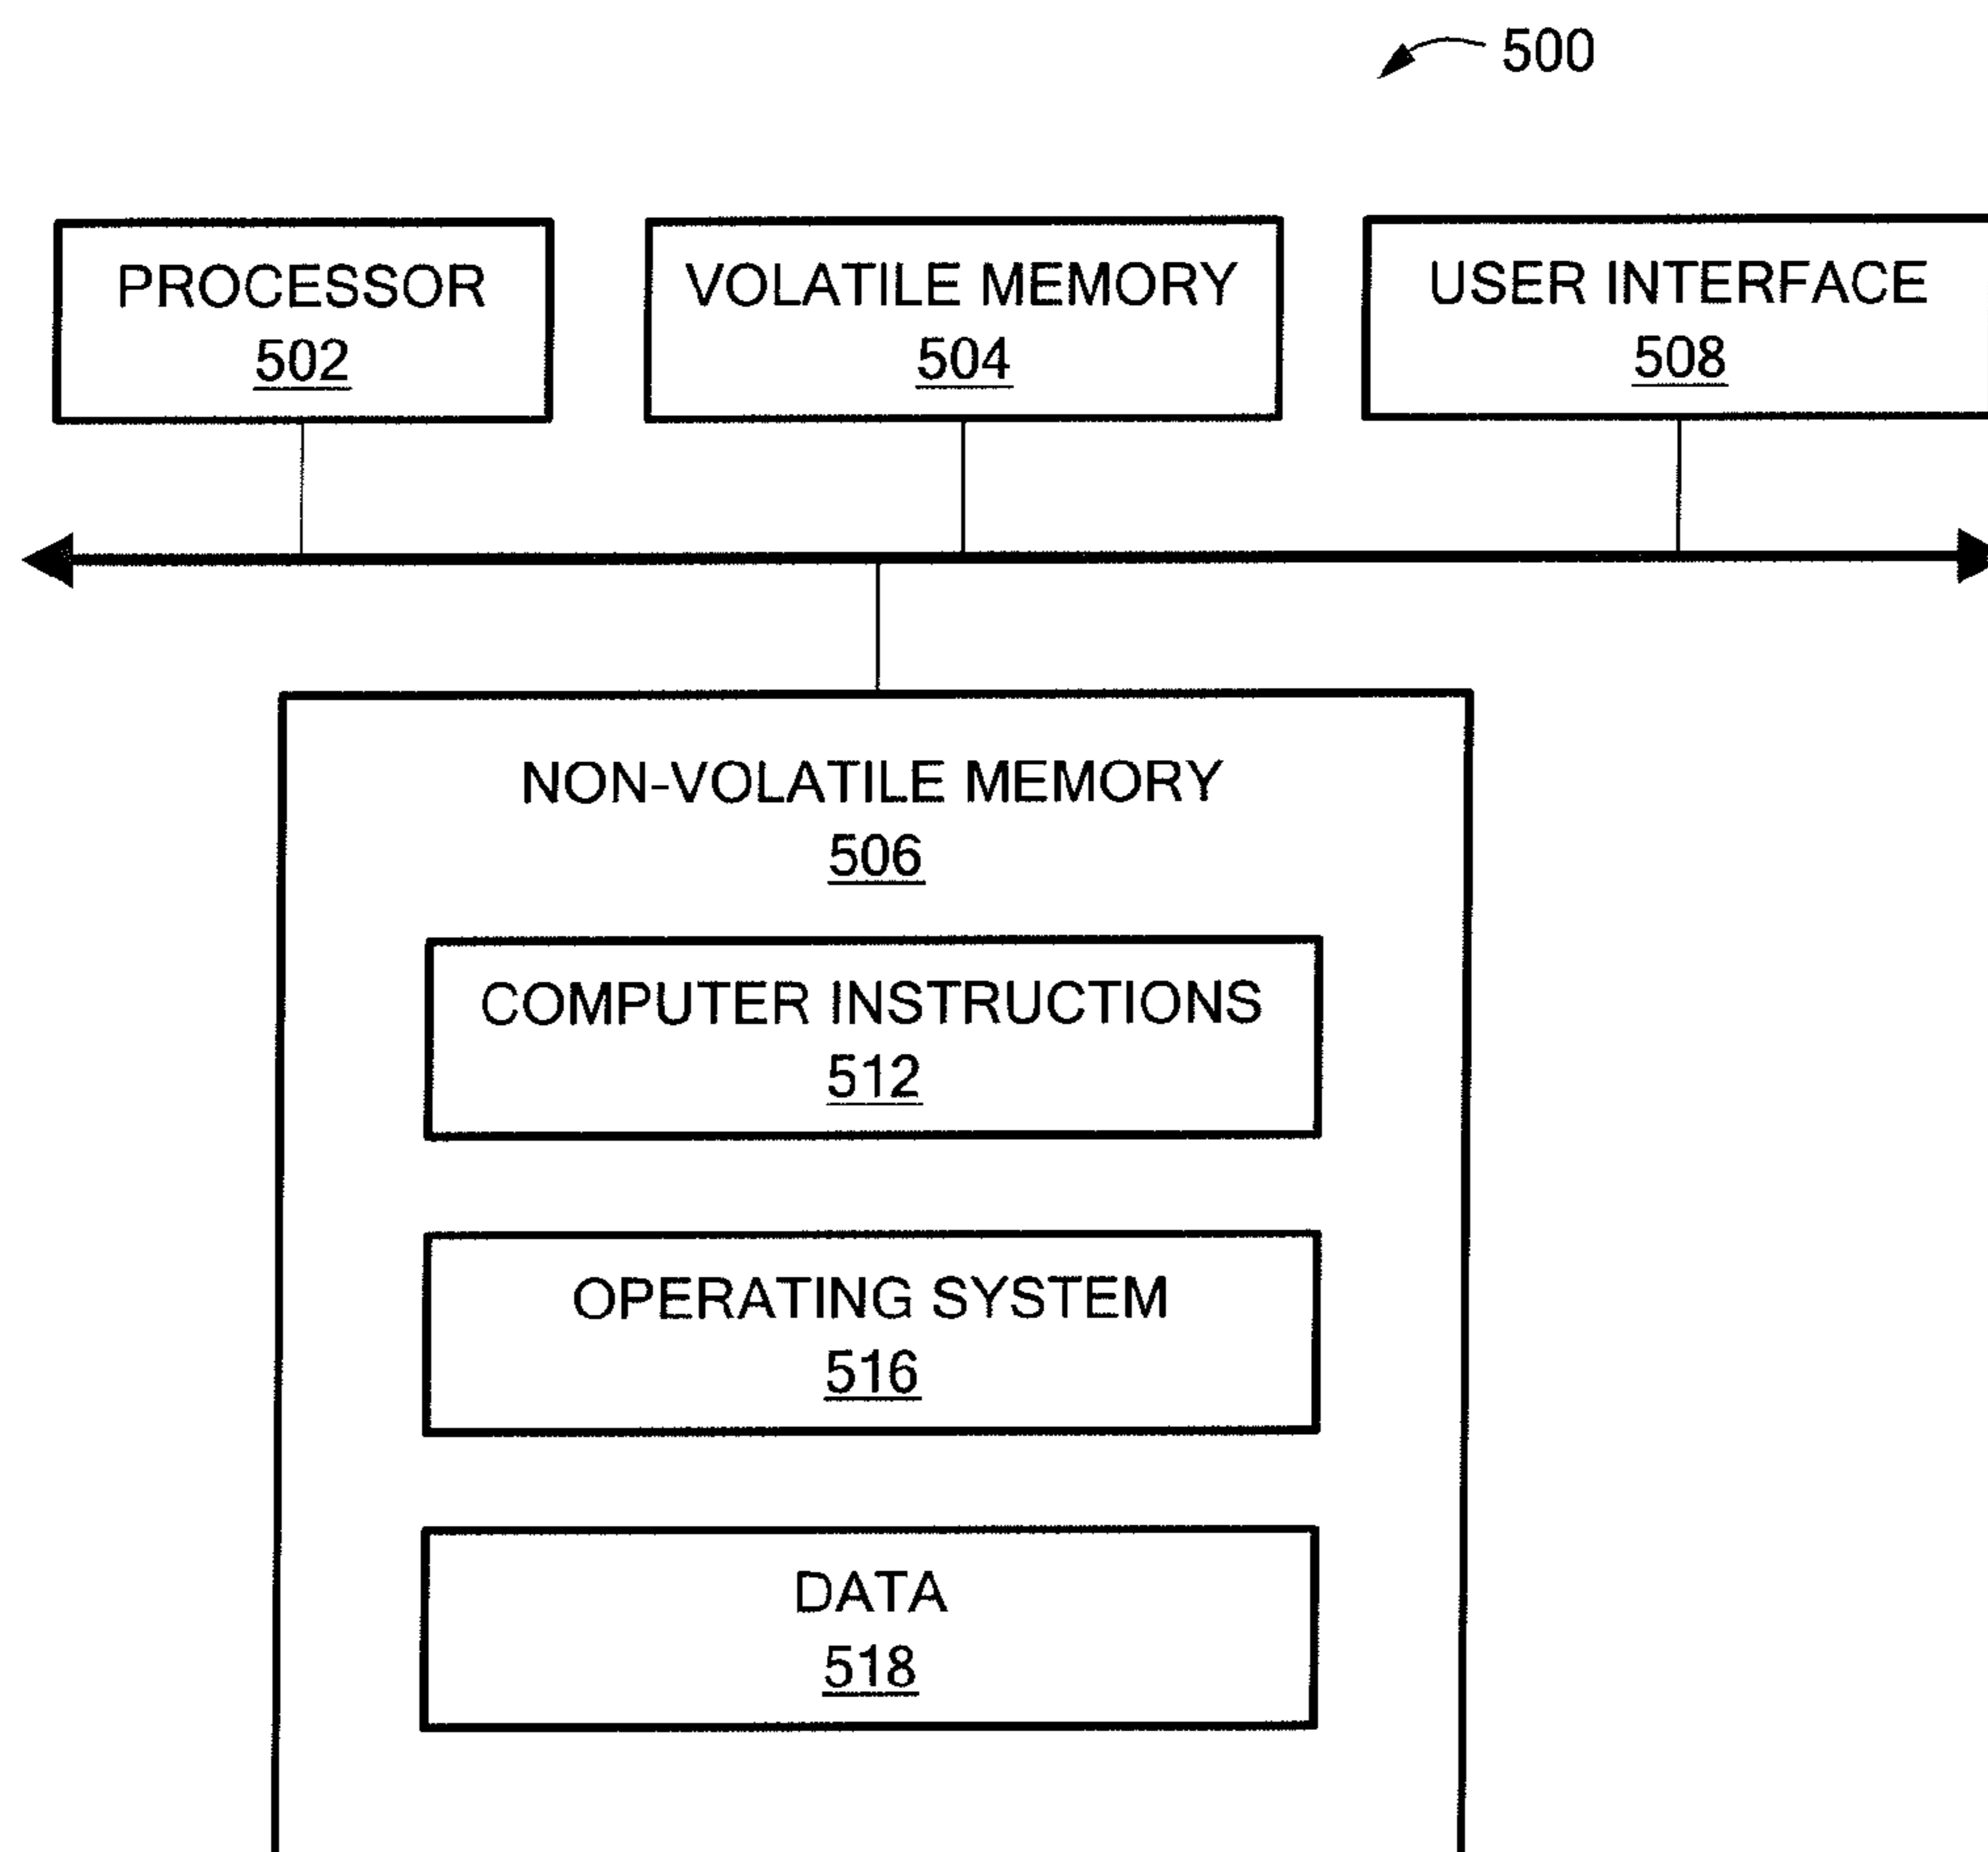 500
PROCESSOR
502
VOLATILE MEMORY
504
USER INTERFACE
508
NON-VOLATILE MEMORY
506
COMPUTER INSTRUCTIONS
512
OPERATING SYSTEM
516
DATA
518